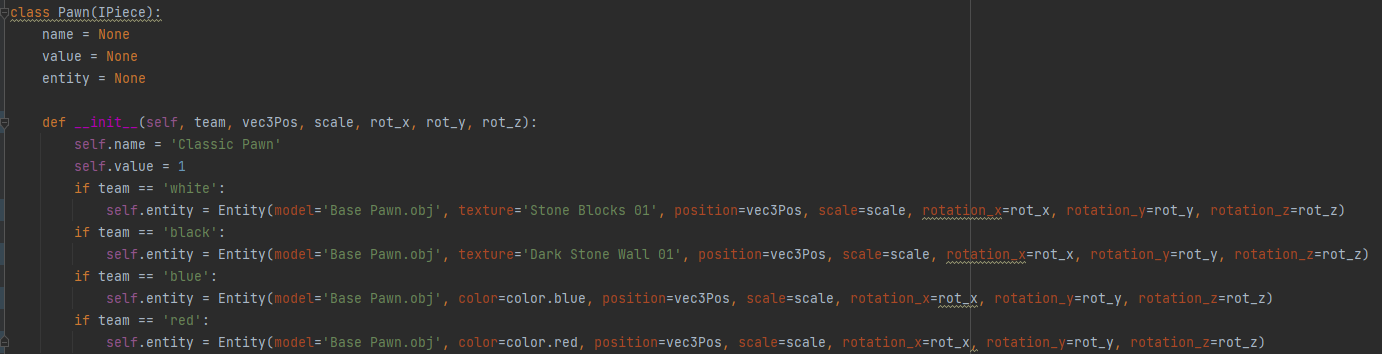 class Pawn(IPiece):
    name = None
    value = None
    entity = None

    def __init__(self, team, vec3Pos, scale, rot_x, rot_y, rot_z):
        self.name = 'Classic Pawn'
        self.value = 1
        if team == 'white':
            self.entity = Entity(model='Base Pawn.obj', texture='Stone Blocks 01', position=vec3Pos, scale=scale, rotation_x=rot_x, rotation_y=rot_y, rotation_z=rot_z)
        if team == 'black':
            self.entity = Entity(model='Base Pawn.obj', texture='Dark Stone Wall 01', position=vec3Pos, scale=scale, rotation_x=rot_x, rotation_y=rot_y, rotation_z=rot_z)
        if team == 'blue':
            self.entity = Entity(model='Base Pawn.obj', color=color.blue, position=vec3Pos, scale=scale, rotation_x=rot_x, rotation_y=rot_y, rotation_z=rot_z)
        if team == 'red':
            self.entity = Entity(model='Base Pawn.obj', color=color.red, position=vec3Pos, scale=scale, rotation_x=rot_x, rotation_y=rot_y, rotation_z=rot_z)